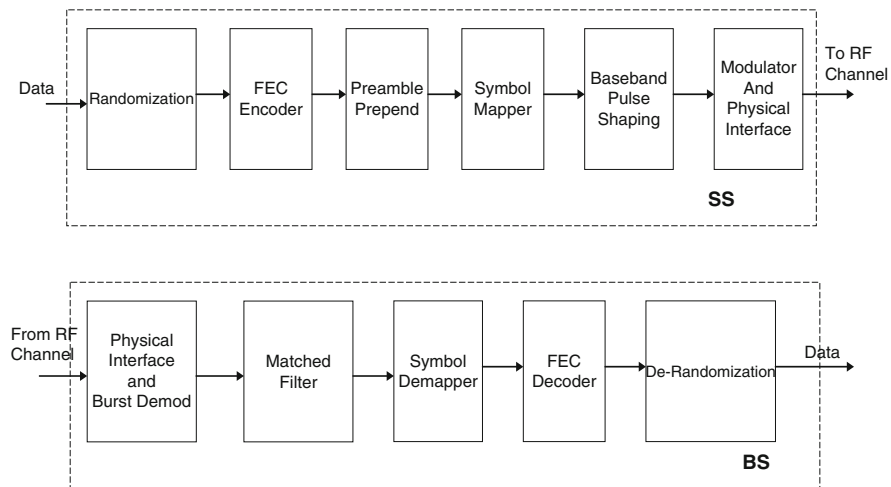 Data
Randomization
FEC
Encoder
Preamble
Prepend
Symbol
Mapper
Baseband
Pulse
Shaping
Modulator
And
Physical
Interface
To RF
Channel
SS
From RF
Channel
Physical
Interface
and
Burst Demod
Matched
Filter
Symbol
Demapper
FEC
Decoder
De-Randomization
Data
BS